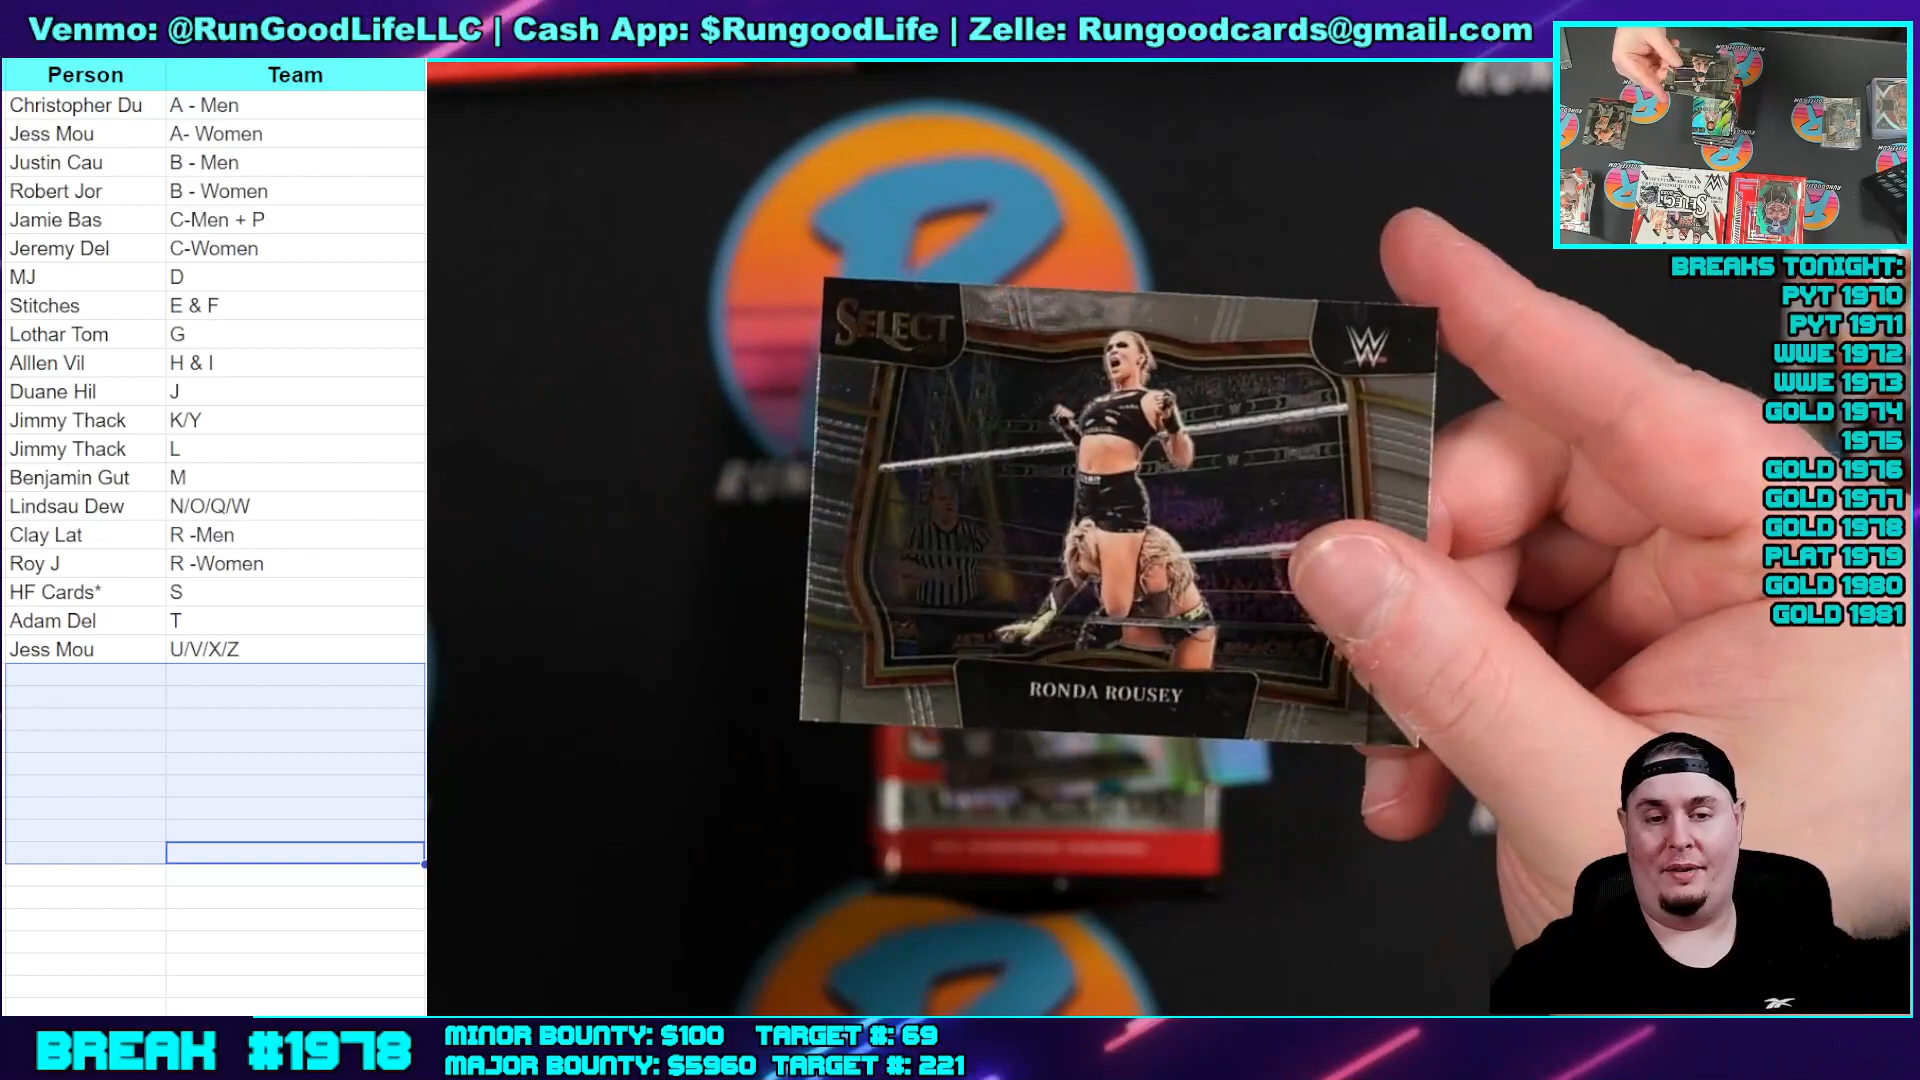 Venmo: @RunGoodLifeLLC | Cash App: $RungoodLife | Zelle: Rungoodcards@gmail.com
Person Team
Christopher Du A - Men
Jess Mou A- Women
Justin Cau B - Men
Robert Jor B - Women
Jamie Bas C-Men + P
Jeremy Del C-Women
MJ D
Stitches E & F
Lothar Tom G
Alllen Vil H & I
Duane Hil J
Jimmy Thack K/Y
Jimmy Thack L
Benjamin Gut M
Lindsau Dew N/O/Q/W
Clay Lat R -Men
Roy J R -Women
HF Cards* S
Adam Del T
Jess Mou U/V/X/Z
SELECT
W
RONDA ROUSEY
BREAKS TONIGHT:
PYT 1970
PYT 1971
WWE 1972
WWE 1973
GOLD 1974
1975
GOLD 1976
GOLD 1977
GOLD 1978
PLAT 1979
GOLD 1980
GOLD 1981
BREAK #1978
MINOR BOUNTY: $100 TARGET #: 69
MAJOR BOUNTY: $5960 TARGET #: 221